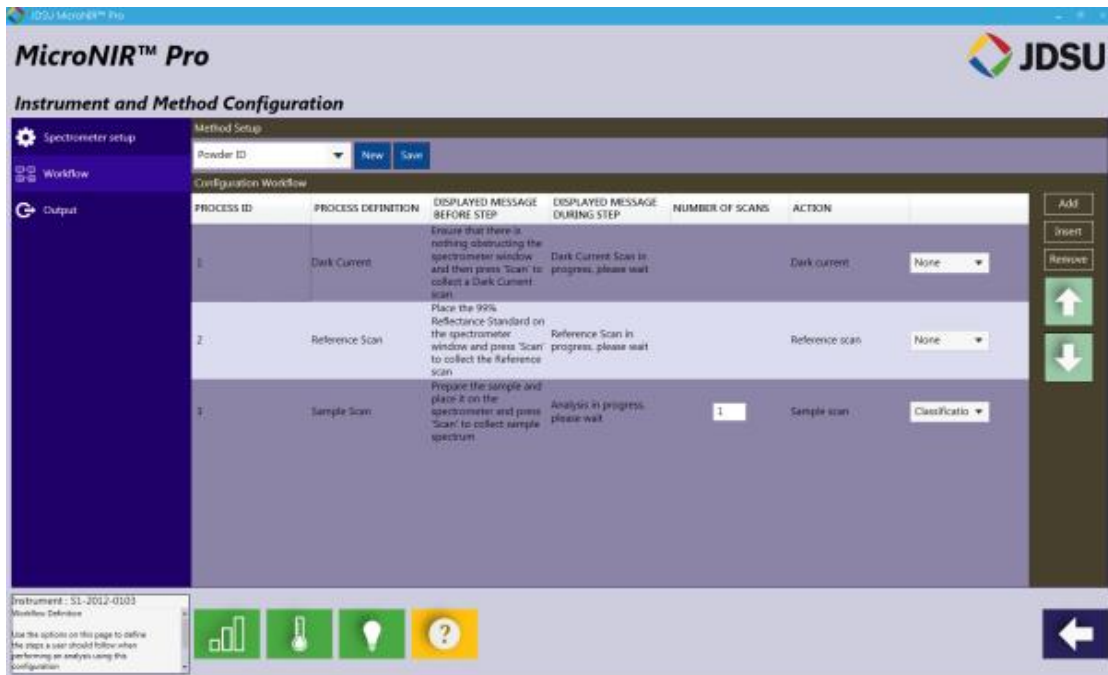 JDSU MicroNIR™ Pro
MicroNIR™ Pro
JDSU
Instrument and Method Configuration
Spectrometer setup
Workflow
Output
Method Setup
Powder ID
New
Save
Configuration Workflow
PROCESS ID
PROCESS DEFINITION
DISPLAYED MESSAGE
BEFORE STEP
DISPLAYED MESSAGE
DURING STEP
NUMBER OF SCANS
ACTION
1
Dark Current
Ensure that there is
nothing obstructing the
spectrometer window
and then press 'Scan' to
collect a Dark Current
scan
Dark Current Scan in
progress, please wait
Dark current
None
2
Reference Scan
Place the 99%
Reflectance Standard on
the spectrometer
window and press 'Scan'
to collect the Reference
scan
Reference Scan in
progress, please wait
Reference scan
None
3
Sample Scan
Prepare the sample and
place it on the
spectrometer and press
'Scan' to collect sample
spectrum
Analysis in progress,
please wait
1
Sample scan
Classificatio
Add
Insert
Remove
Instrument : S1-2012-0103
Workflow Definition
Use the options on this page to define
the steps a user should follow when
performing an analysis using this
configuration
?